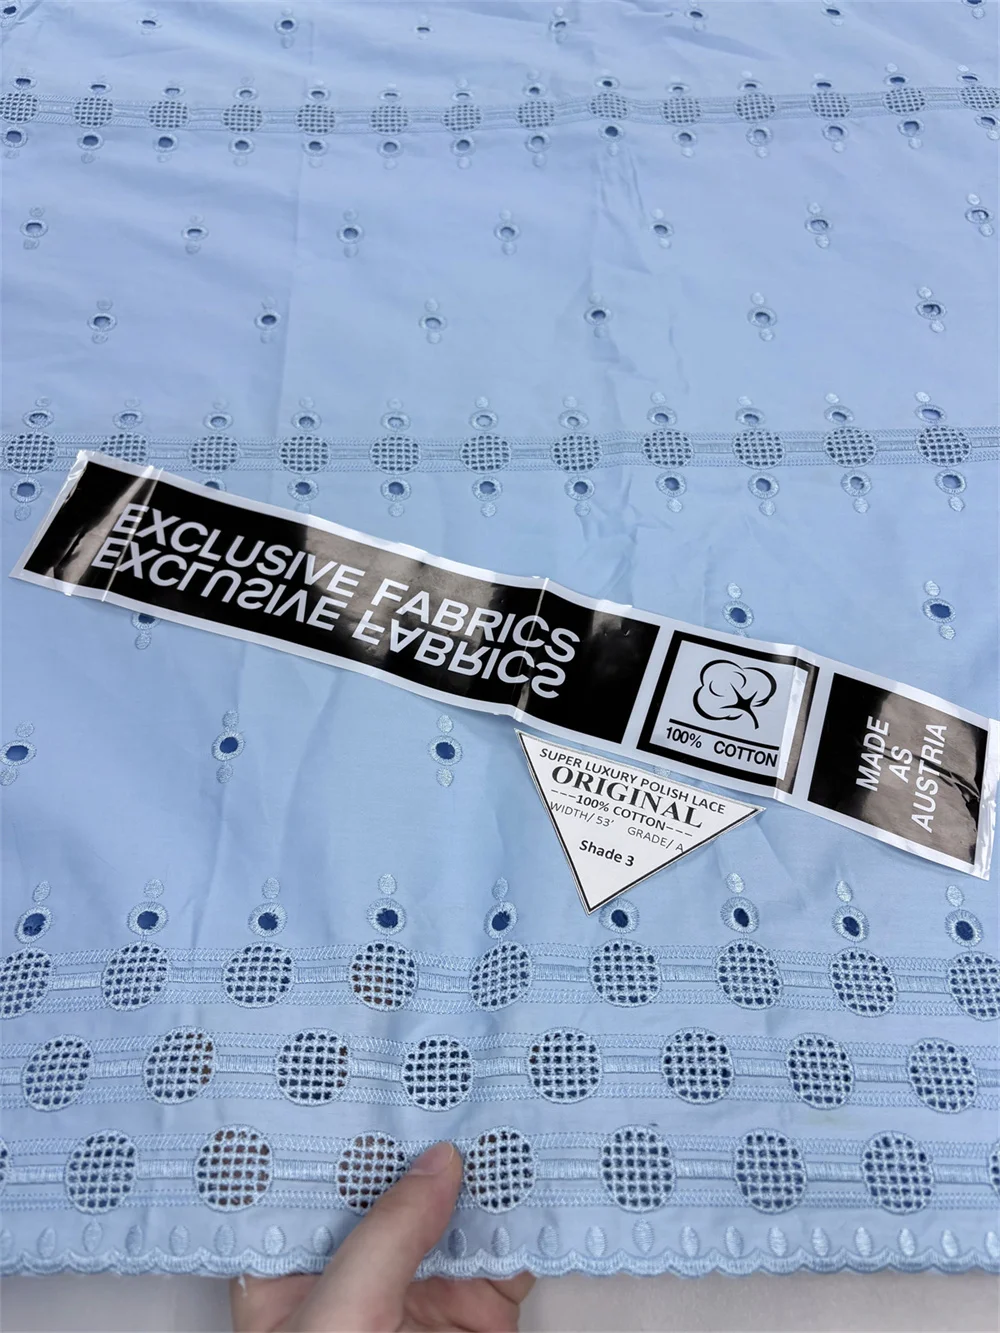 EXCLUSIVE FABRICS
EXCLUSIVE FABRICS
100% COTTON
MADE
AS
AUSTRIA
SUPER LUXURY POLISH LACE
ORIGINAL
---100% COTTON---
WIDTH/ 53' GRADE/ A
Shade 3